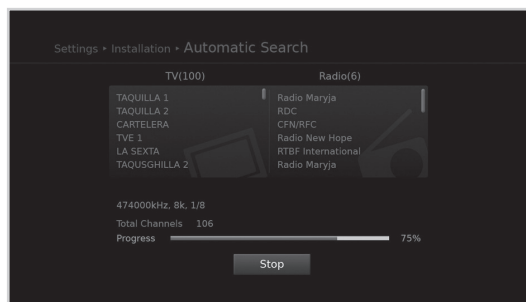 Settings ▸ Installation ▸ Automatic Search
TV(100)
TAQUILLA 1
TAQUILLA 2
CARTELERA
TVE 1
LA SEXTA
TAQUSGHILLA 2
Radio(6)
Radio Maryja
RDC
CFN/RFC
Radio New Hope
RTBF International
Radio Maryja
474000kHz, 8k, 1/8
Total Channels 106
Progress 75%
Stop